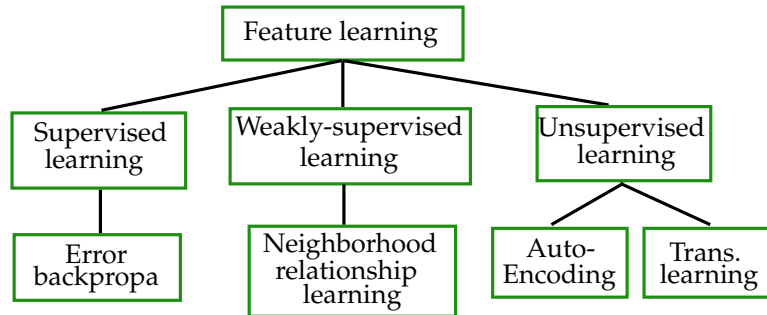 Feature learning
Supervised
learning
Weakly-supervised
learning
Unsupervised
learning
Error
backpropa
Neighborhood
relationship
learning
Auto-
Encoding
Trans.
learning